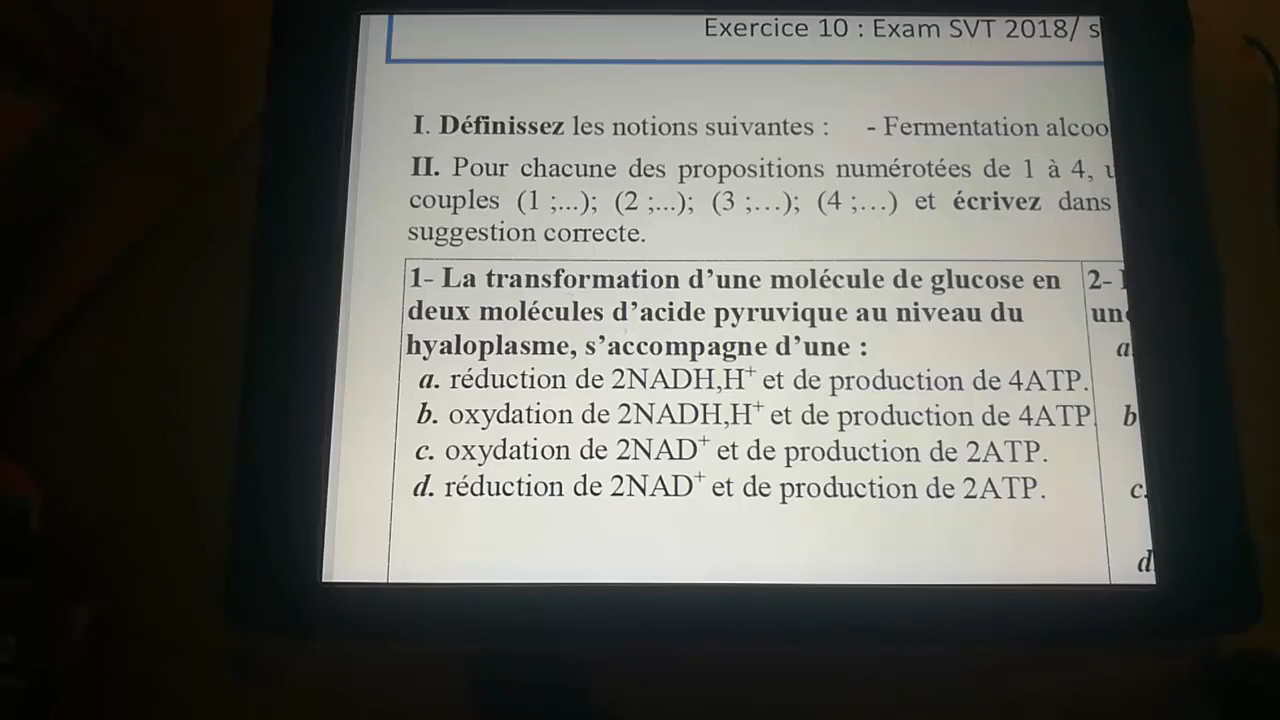 Exercice 10 : Exam SVT 2018/ s
I. Définissez les notions suivantes : - Fermentation alcoo
II. Pour chacune des propositions numérotées de 1 à 4,
couples (1 ;...); (2 ;...); (3 ;...); (4 ;...) et écrivez dans
suggestion correcte.
1- La transformation d’une molécule de glucose en
deux molécules d’acide pyruvique au niveau du
hyaloplasme, s’accompagne d’une :
a. réduction de 2NADH,H⁺ et de production de 4ATP.
b. oxydation de 2NADH,H⁺ et de production de 4ATP
c. oxydation de 2NAD⁺ et de production de 2ATP.
d. réduction de 2NAD⁺ et de production de 2ATP.
2-
un
a.
b
c.
d